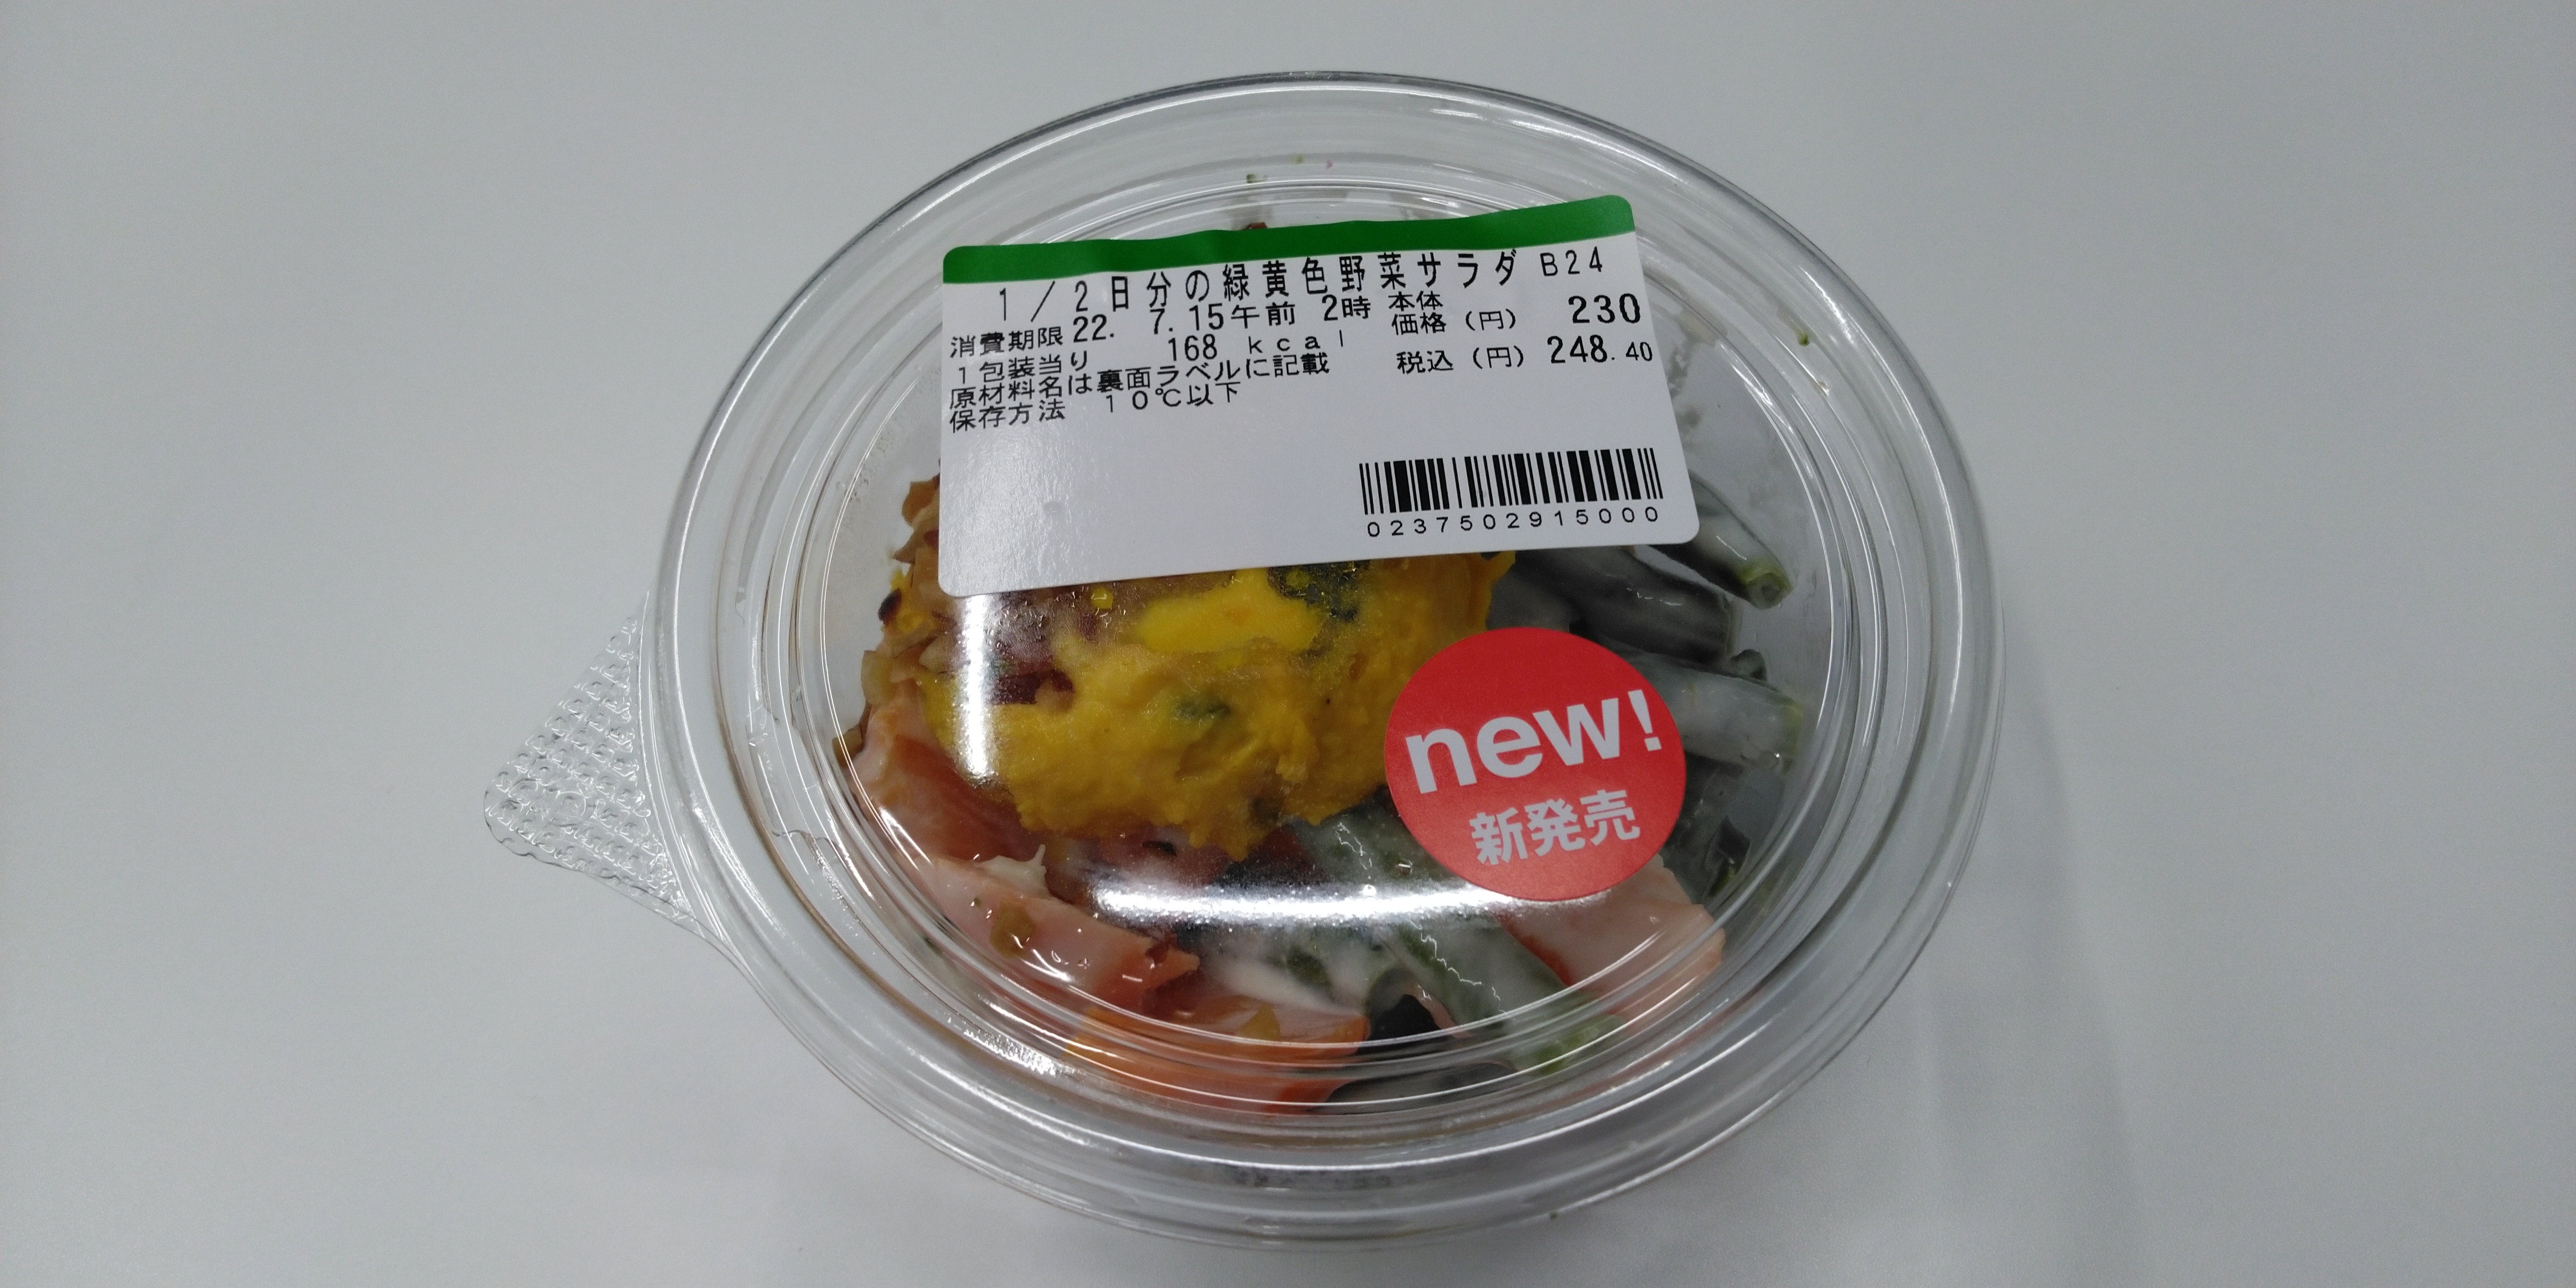 1/2日分の緑黄色野菜サラダ B24
消費期限 22. 7.15午前 2時
1包装当り 168 kcal
原材料名は裏面ラベルに記載
保存方法 10℃以下
本体
価格(円) 230
税込(円) 248.40
0237502915000
new!
新発売